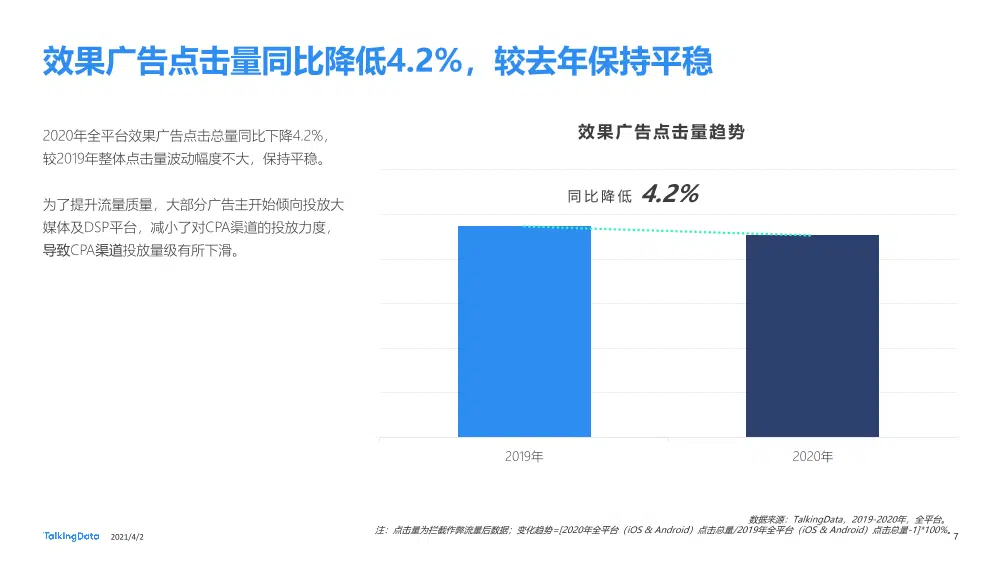 效果广告点击量同比降低4.2%，较去年保持平稳
2020年全平台效果广告点击总量同比下降4.2%，
较2019年整体点击量波动幅度不大，保持平稳。
为了提升流量质量，大部分广告主开始倾向投放大
媒体及DSP平台，减小了对CPA渠道的投放力度，
导致CPA渠道投放量级有所下滑。
效果广告点击量趋势
同比降低 4.2%
2019年
2020年
数据来源：TalkingData，2019-2020年，全平台。
注：点击量为拦截作弊流量后数据；变化趋势=[2020年全平台（iOS & Android）点击总量/2019年全平台（iOS & Android）点击总量-1]*100%。
TalkingData
2021/4/2
7